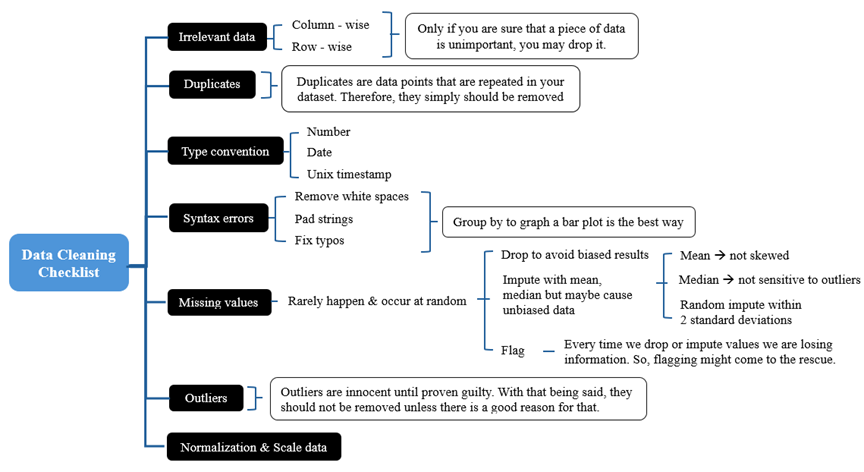 Data Cleaning
Checklist
Irrelevant data
Column - wise
Row - wise
Only if you are sure that a piece of data
is unimportant, you may drop it.
Duplicates
Duplicates are data points that are repeated in your
dataset. Therefore, they simply should be removed
Type convention
Number
Date
Unix timestamp
Syntax errors
Remove white spaces
Pad strings
Fix typos
Group by to graph a bar plot is the best way
Missing values
Rarely happen & occur at random
Drop to avoid biased results
Impute with mean,
median but maybe cause
unbiased data
Mean → not skewed
Median → not sensitive to outliers
Random impute within
2 standard deviations
Flag
Every time we drop or impute values we are losing
information. So, flagging might come to the rescue.
Outliers
Outliers are innocent until proven guilty. With that being said, they
should not be removed unless there is a good reason for that.
Normalization & Scale data